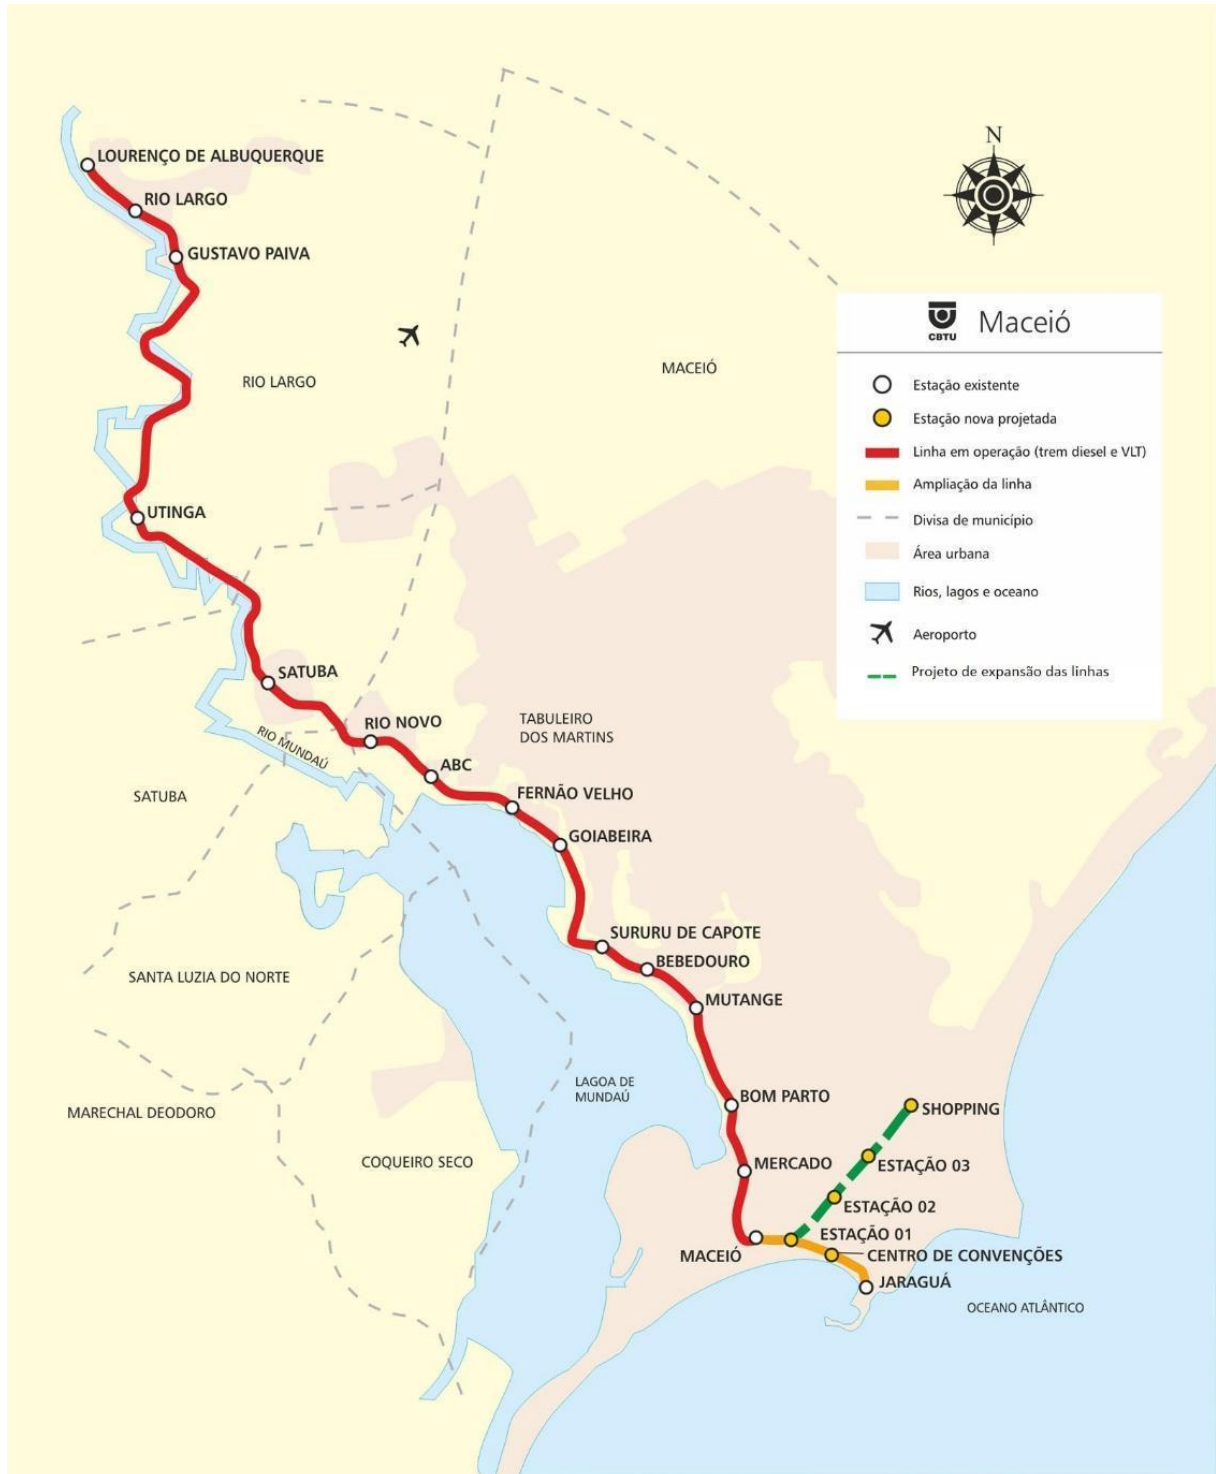 N
LOURENÇO DE ALBUQUERQUE
RIO LARGO
GUSTAVO PAIVA
CBTU
Maceió
RIO LARGO
MACEIÓ
Estação existente
Estação nova projetada
Linha em operação (trem diesel e VLT)
Ampliação da linha
Divisa de município
Área urbana
Rios, lagos e oceano
Aeroporto
Projeto de expansão das linhas
UTINGA
SATUBA
RIO NOVO
TABULEIRO
DOS MARTINS
RIO MUNDAÚ
ABC
SATUBA
FERNÃO VELHO
GOIABEIRA
SURURU DE CAPOTE
BEBEDOURO
SANTA LUZIA DO NORTE
MUTANGE
LAGOA DE
MUNDAÚ
BOM PARTO
SHOPPING
MARECHAL DEODORO
COQUEIRO SECO
MERCADO
ESTAÇÃO 03
ESTAÇÃO 02
ESTAÇÃO 01
MACEIÓ
CENTRO DE CONVENÇÕES
JARAGUÁ
OCEANO ATLÂNTICO